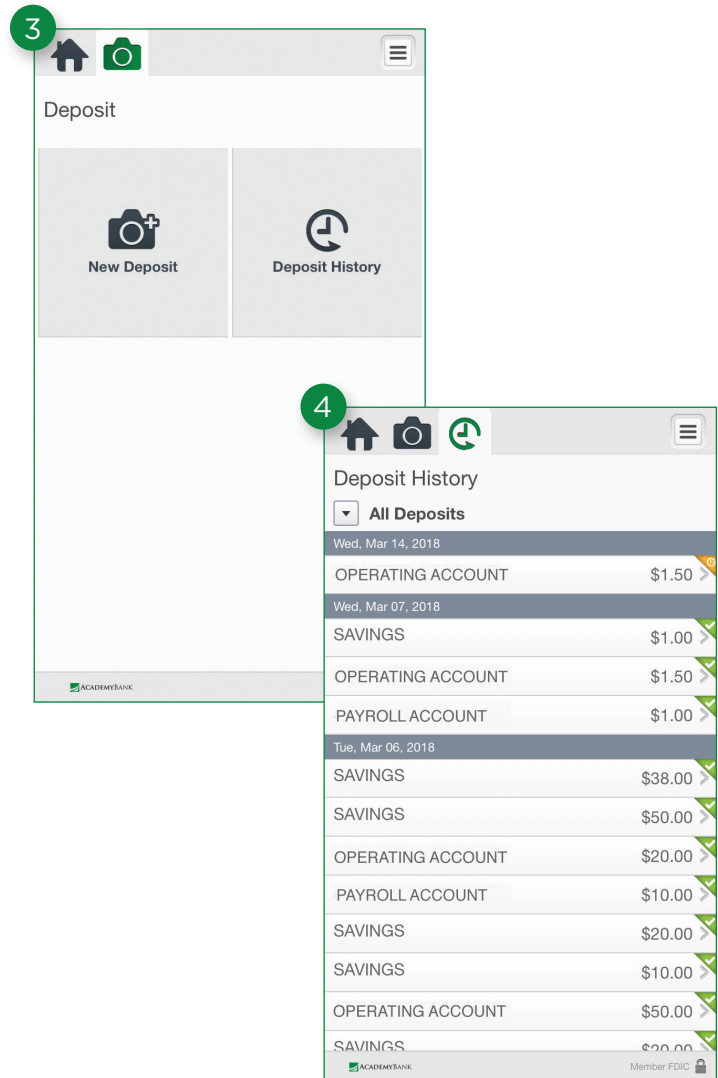 3
Deposit
New Deposit
Deposit History
ACADEMYBANK
4
Deposit History
All Deposits
Wed, Mar 14, 2018
OPERATING ACCOUNT $1.50
Wed, Mar 07, 2018
SAVINGS $1.00
OPERATING ACCOUNT $1.50
PAYROLL ACCOUNT $1.00
Tue, Mar 06, 2018
SAVINGS $38.00
SAVINGS $50.00
OPERATING ACCOUNT $20.00
PAYROLL ACCOUNT $10.00
SAVINGS $20.00
SAVINGS $10.00
OPERATING ACCOUNT $50.00
SAVINGS $20.00
ACADEMYBANK Member FDIC